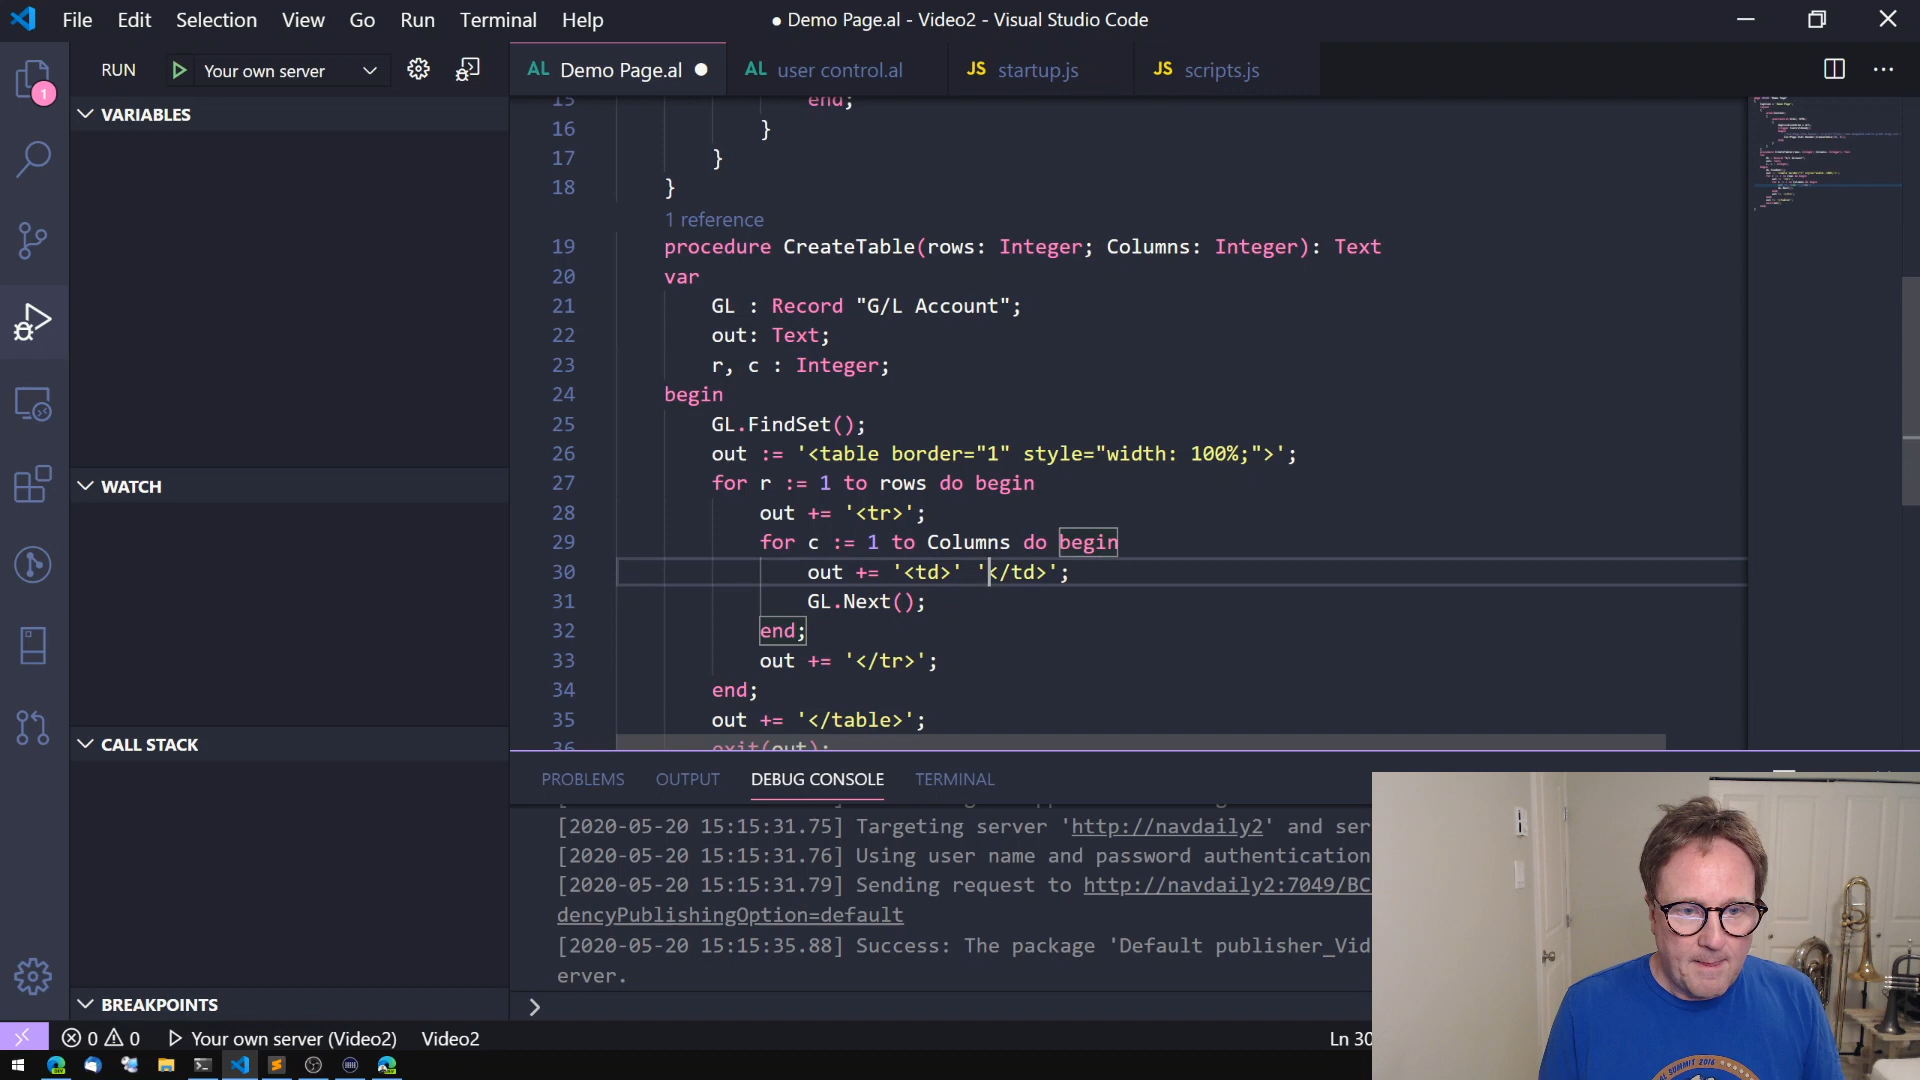 File Edit Selection View Go Run Terminal Help
● Demo Page.al - Video2 - Visual Studio Code
RUN Your own server
AL Demo Page.al ●
AL user control.al
JS startup.js
JS scripts.js
1
VARIABLES
WATCH
CALL STACK
BREAKPOINTS
15 end;
16 }
17 }
18 }
1 reference
19 procedure CreateTable(rows: Integer; Columns: Integer): Text
20 var
21 GL : Record "G/L Account";
22 out: Text;
23 r, c : Integer;
24 begin
25 GL.FindSet();
26 out := '<table border="1" style="width: 100%;">';
27 for r := 1 to rows do begin
28 out += '<tr>';
29 for c := 1 to Columns do begin
30 out += '<td>' '</td>';
31 GL.Next();
32 end;
33 out += '</tr>';
34 end;
35 out += '</table>';
36 exit(out);
PROBLEMS OUTPUT DEBUG CONSOLE TERMINAL
[2020-05-20 15:15:31.75] Targeting server 'http://navdaily2' and ser
[2020-05-20 15:15:31.76] Using user name and password authentication
[2020-05-20 15:15:31.79] Sending request to http://navdaily2:7049/BC
dencyPublishingOption=default
[2020-05-20 15:15:35.88] Success: The package 'Default publisher_Vid
erver.
0 0 Your own server (Video2) Video2
Ln 30
SUMMIT 2016